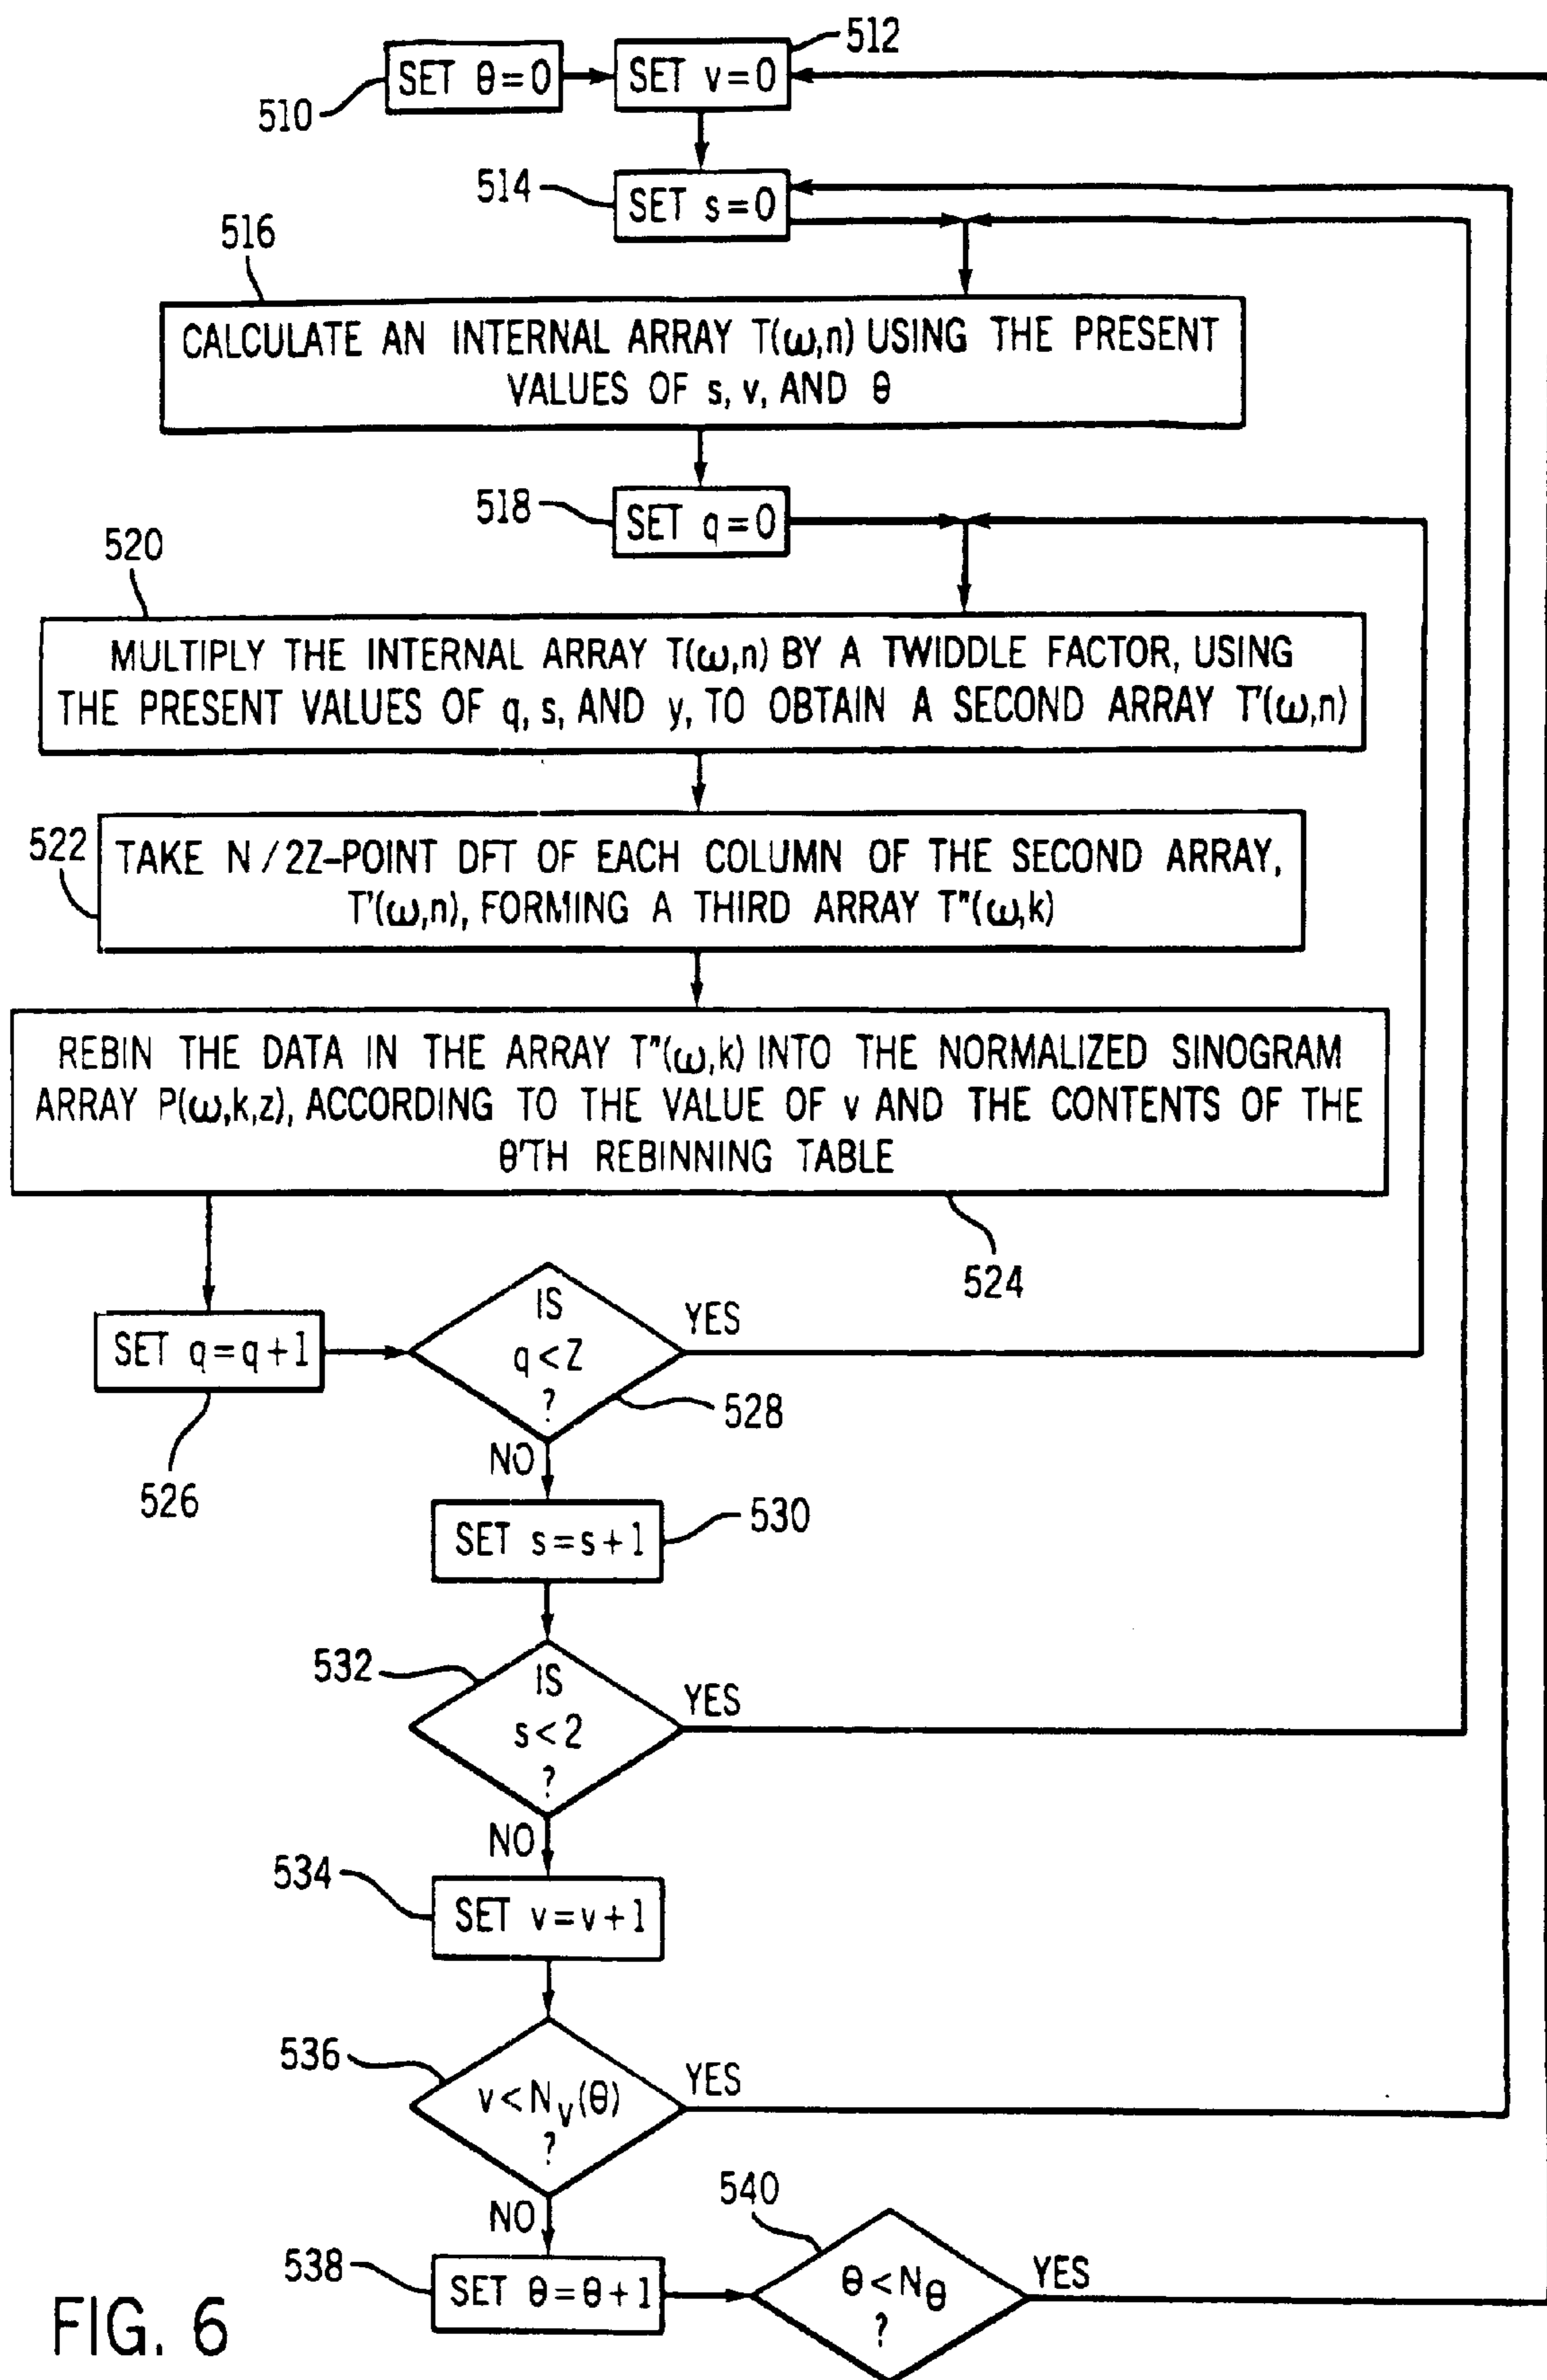 512
SET θ=0
SET v=0
510
514
SET s=0
516
CALCULATE AN INTERNAL ARRAY T(ω,n) USING THE PRESENT
VALUES OF s, v, AND θ
518
SET q=0
520
MULTIPLY THE INTERNAL ARRAY T(ω,n) BY A TWIDDLE FACTOR, USING
THE PRESENT VALUES OF q, s, AND y, TO OBTAIN A SECOND ARRAY T'(ω,n)
522
TAKE N/2Z-POINT DFT OF EACH COLUMN OF THE SECOND ARRAY,
T'(ω,n), FORMING A THIRD ARRAY T"(ω,k)
REBIN THE DATA IN THE ARRAY T"(ω,k) INTO THE NORMALIZED SINOGRAM
ARRAY P(ω,k,z), ACCORDING TO THE VALUE OF v AND THE CONTENTS OF THE
θ'TH REBINNING TABLE
524
SET q=q+1
IS
q<Z
?
YES
528
526
NO
SET s=s+1
530
532
IS
s<2
?
YES
NO
534
SET v=v+1
536
v<Nv(θ)
?
YES
NO
538
SET θ=θ+1
540
θ<Nθ
?
YES
FIG. 6